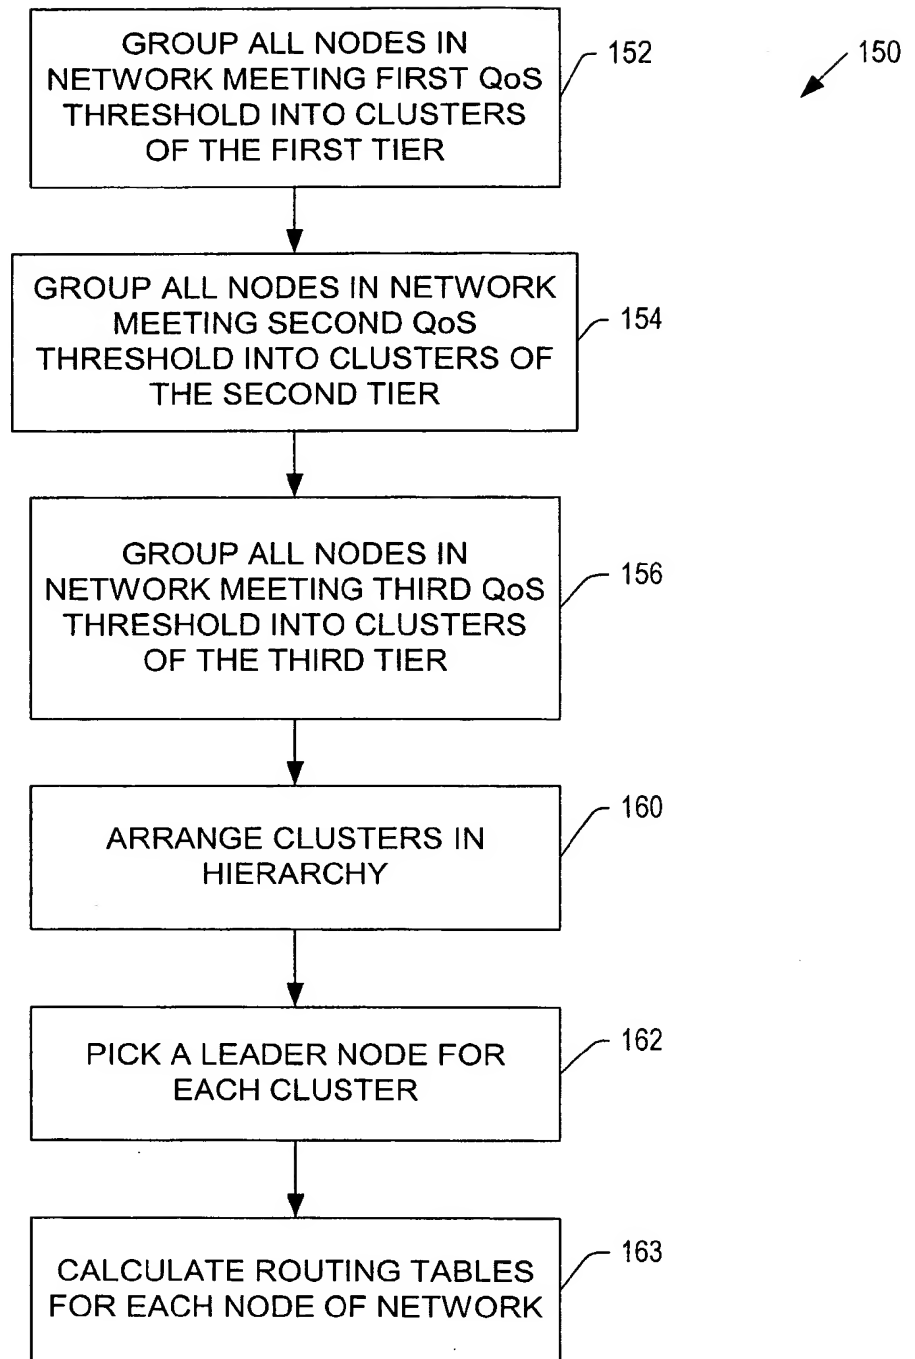 GROUP ALL NODES IN
NETWORK MEETING FIRST QoS
THRESHOLD INTO CLUSTERS
OF THE FIRST TIER
152
150
GROUP ALL NODES IN NETWORK
MEETING SECOND QoS
THRESHOLD INTO CLUSTERS OF
THE SECOND TIER
154
GROUP ALL NODES IN
NETWORK MEETING THIRD QoS
THRESHOLD INTO CLUSTERS
OF THE THIRD TIER
156
ARRANGE CLUSTERS IN
HIERARCHY
160
PICK A LEADER NODE FOR
EACH CLUSTER
162
CALCULATE ROUTING TABLES
FOR EACH NODE OF NETWORK
163